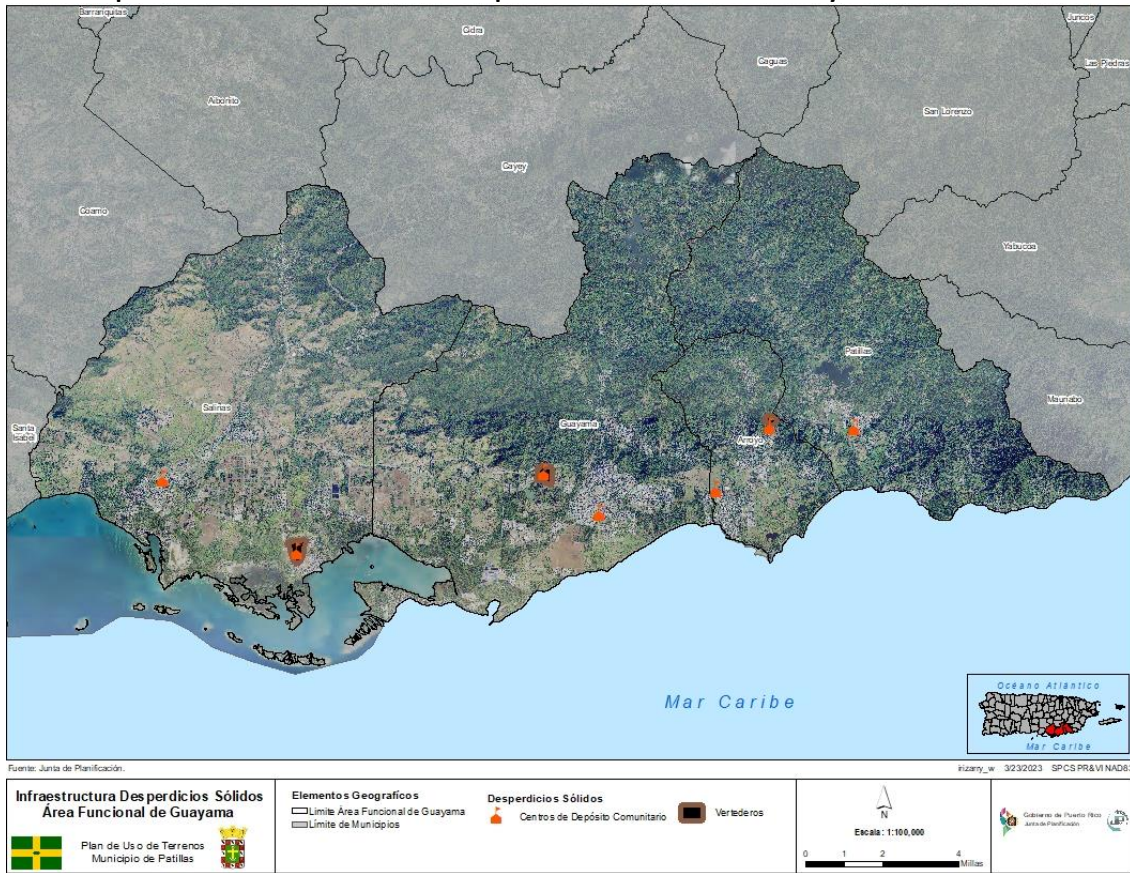 Barranquitas
Cidra
Juncos
Caguas
Las Piedras
Aibonito
San Lorenzo
Cayey
Coamo
Yabucoa
Patillas
Salinas
Maunabo
Santa
Isabel
Guayama
Arroyo
Mar Caribe
Océano Atlántico
Mar Caribe
Fuente: Junta de Planificación.
irizarry_w 3/23/2023 SPCS PR&VI NAD83
Infraestructura Desperdicios Sólidos
Área Funcional de Guayama
Plan de Uso de Terrenos
Municipio de Patillas
Elementos Geograficos
Limite Área Funcional de Guayama
Límite de Municipios
Desperdicios Sólidos
Centros de Depósito Comunitario
Vertederos
N
Escala: 1:100,000
0 1 2 4
Millas
Gobierno de Puerto Rico
Junta de Planificación